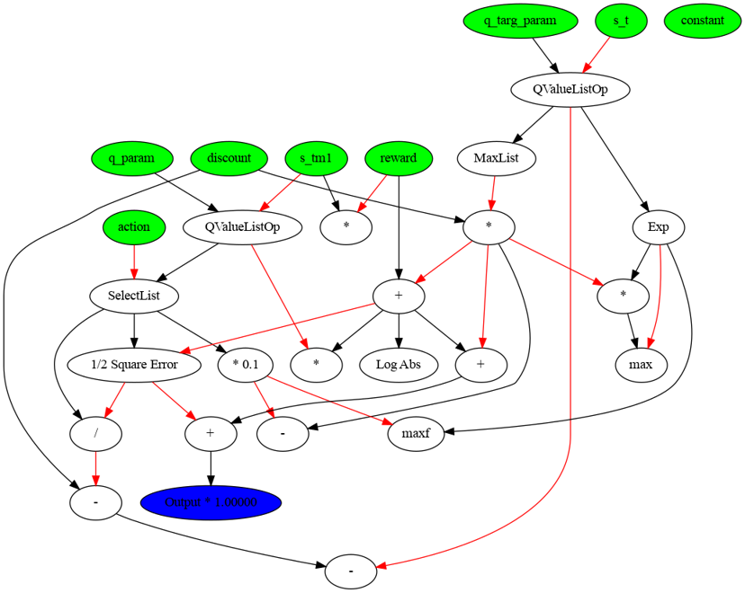 q_targ_param
s_t
constant
QValueListOp
q_param
discount
s_tm1
reward
MaxList
action
QValueListOp
*
*
Exp
SelectList
+
*
1/2 Square Error
* 0.1
*
Log Abs
+
max
/
+
-
maxf
-
Output * 1.00000
-